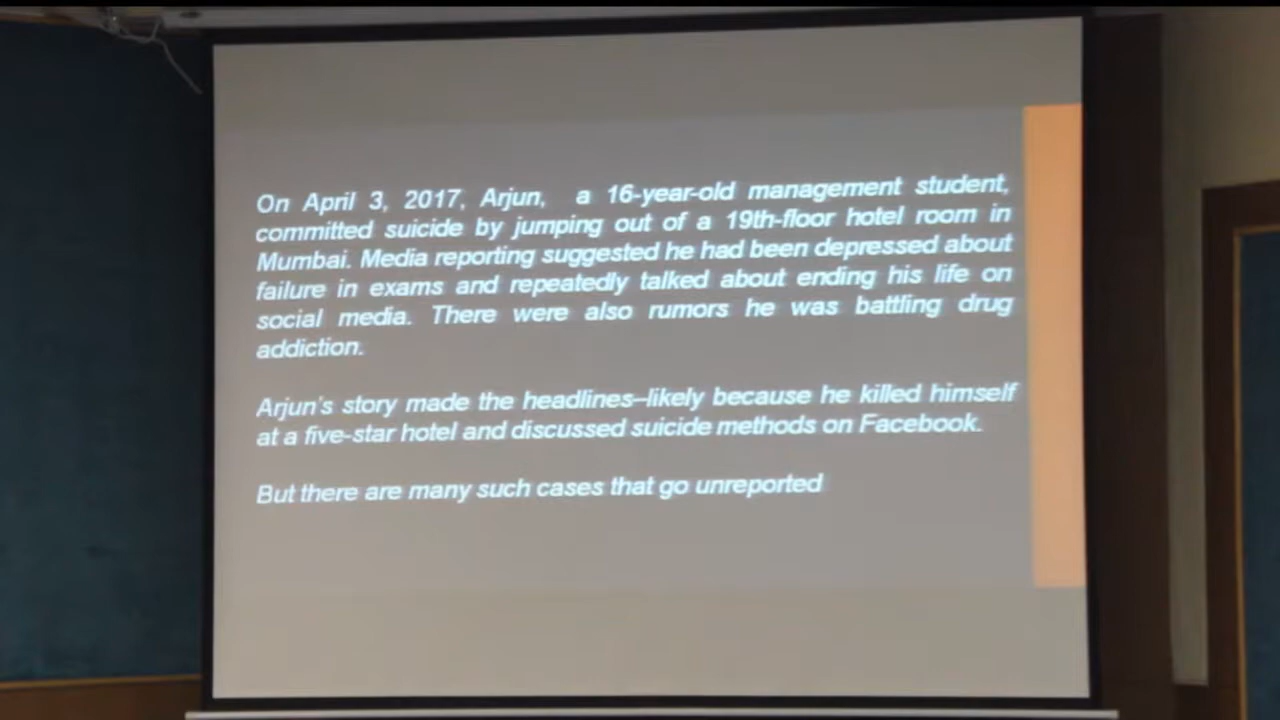 On April 3, 2017, Arjun, a 16-year-old management student,
committed suicide by jumping out of a 19th-floor hotel room in
Mumbai. Media reporting suggested he had been depressed about
failure in exams and repeatedly talked about ending his life on
social media. There were also rumors he was battling drug
addiction.
Arjun's story made the headlines–likely because he killed himself
at a five-star hotel and discussed suicide methods on Facebook.
But there are many such cases that go unreported